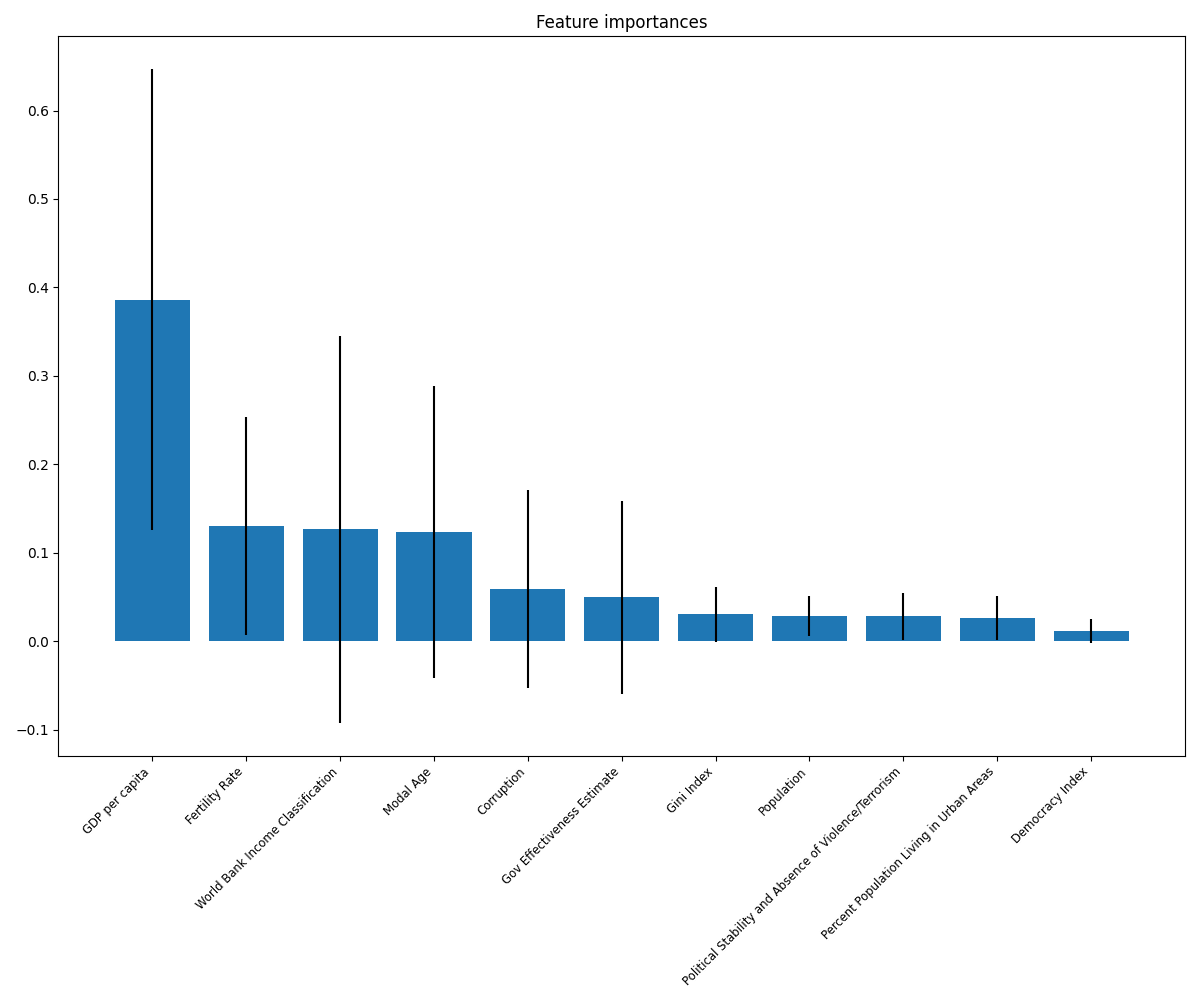 Feature importances
0.6
0.5
0.4
0.3
0.2
0.1
0.0
−0.1
GDP per capita
Fertility Rate
World Bank Income Classification
Modal Age
Corruption
Gov Effectiveness Estimate
Gini Index
Population
Political Stability and Absence of Violence/Terrorism
Percent Population Living in Urban Areas
Democracy Index